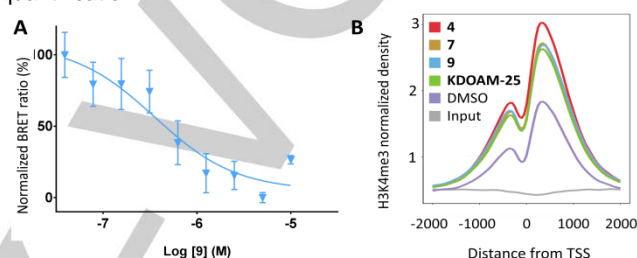 A
Normalized BRET ratio (%)
100
50
0
-7
-6
-5
Log [9] (M)
B
H3K4me3 normalized density
3
2
1
4
7
9
KDOAM-25
DMSO
Input
-2000
-1000
0
1000
2000
Distance from TSS